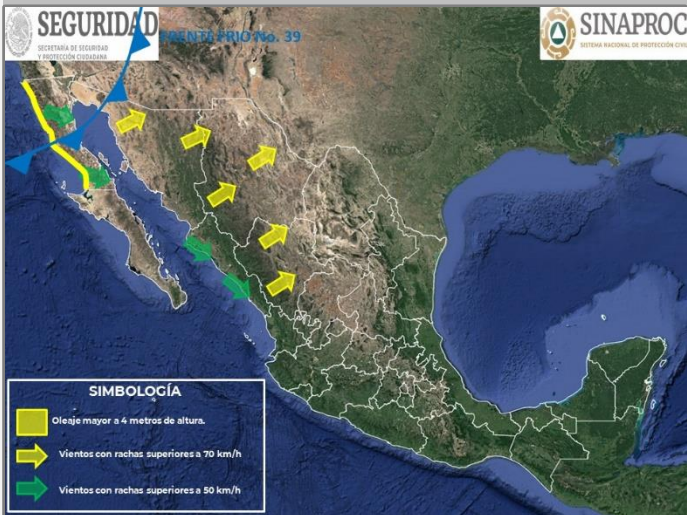 SEGURIDAD
SECRETARÍA DE SEGURIDAD
Y PROTECCIÓN CIUDADANA
FRENTE FRIO No. 39
SINAPROC
SISTEMA NACIONAL DE PROTECCIÓN CIVIL
SIMBOLOGÍA
Oleaje mayor a 4 metros de altura.
Vientos con rachas superiores a 70 km/h
Vientos con rachas superiores a 50 km/h